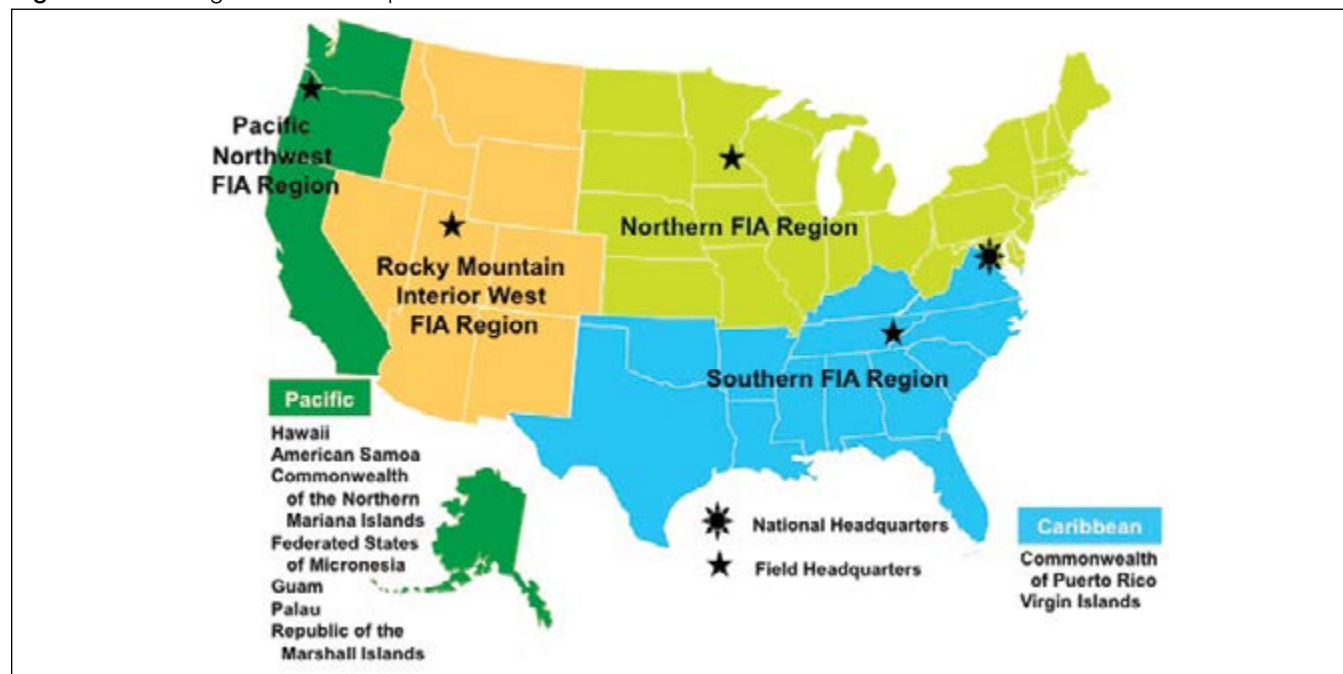 Pacific
Northwest
FIA Region
Northern FIA Region
Rocky Mountain
Interior West
FIA Region
Southern FIA Region
Pacific
Hawaii
American Samoa
Commonwealth
of the Northern
Mariana Islands
Federated States
of Micronesia
Guam
Palau
Republic of the
Marshall Islands
National Headquarters
Field Headquarters
Caribbean
Commonwealth
of Puerto Rico
Virgin Islands